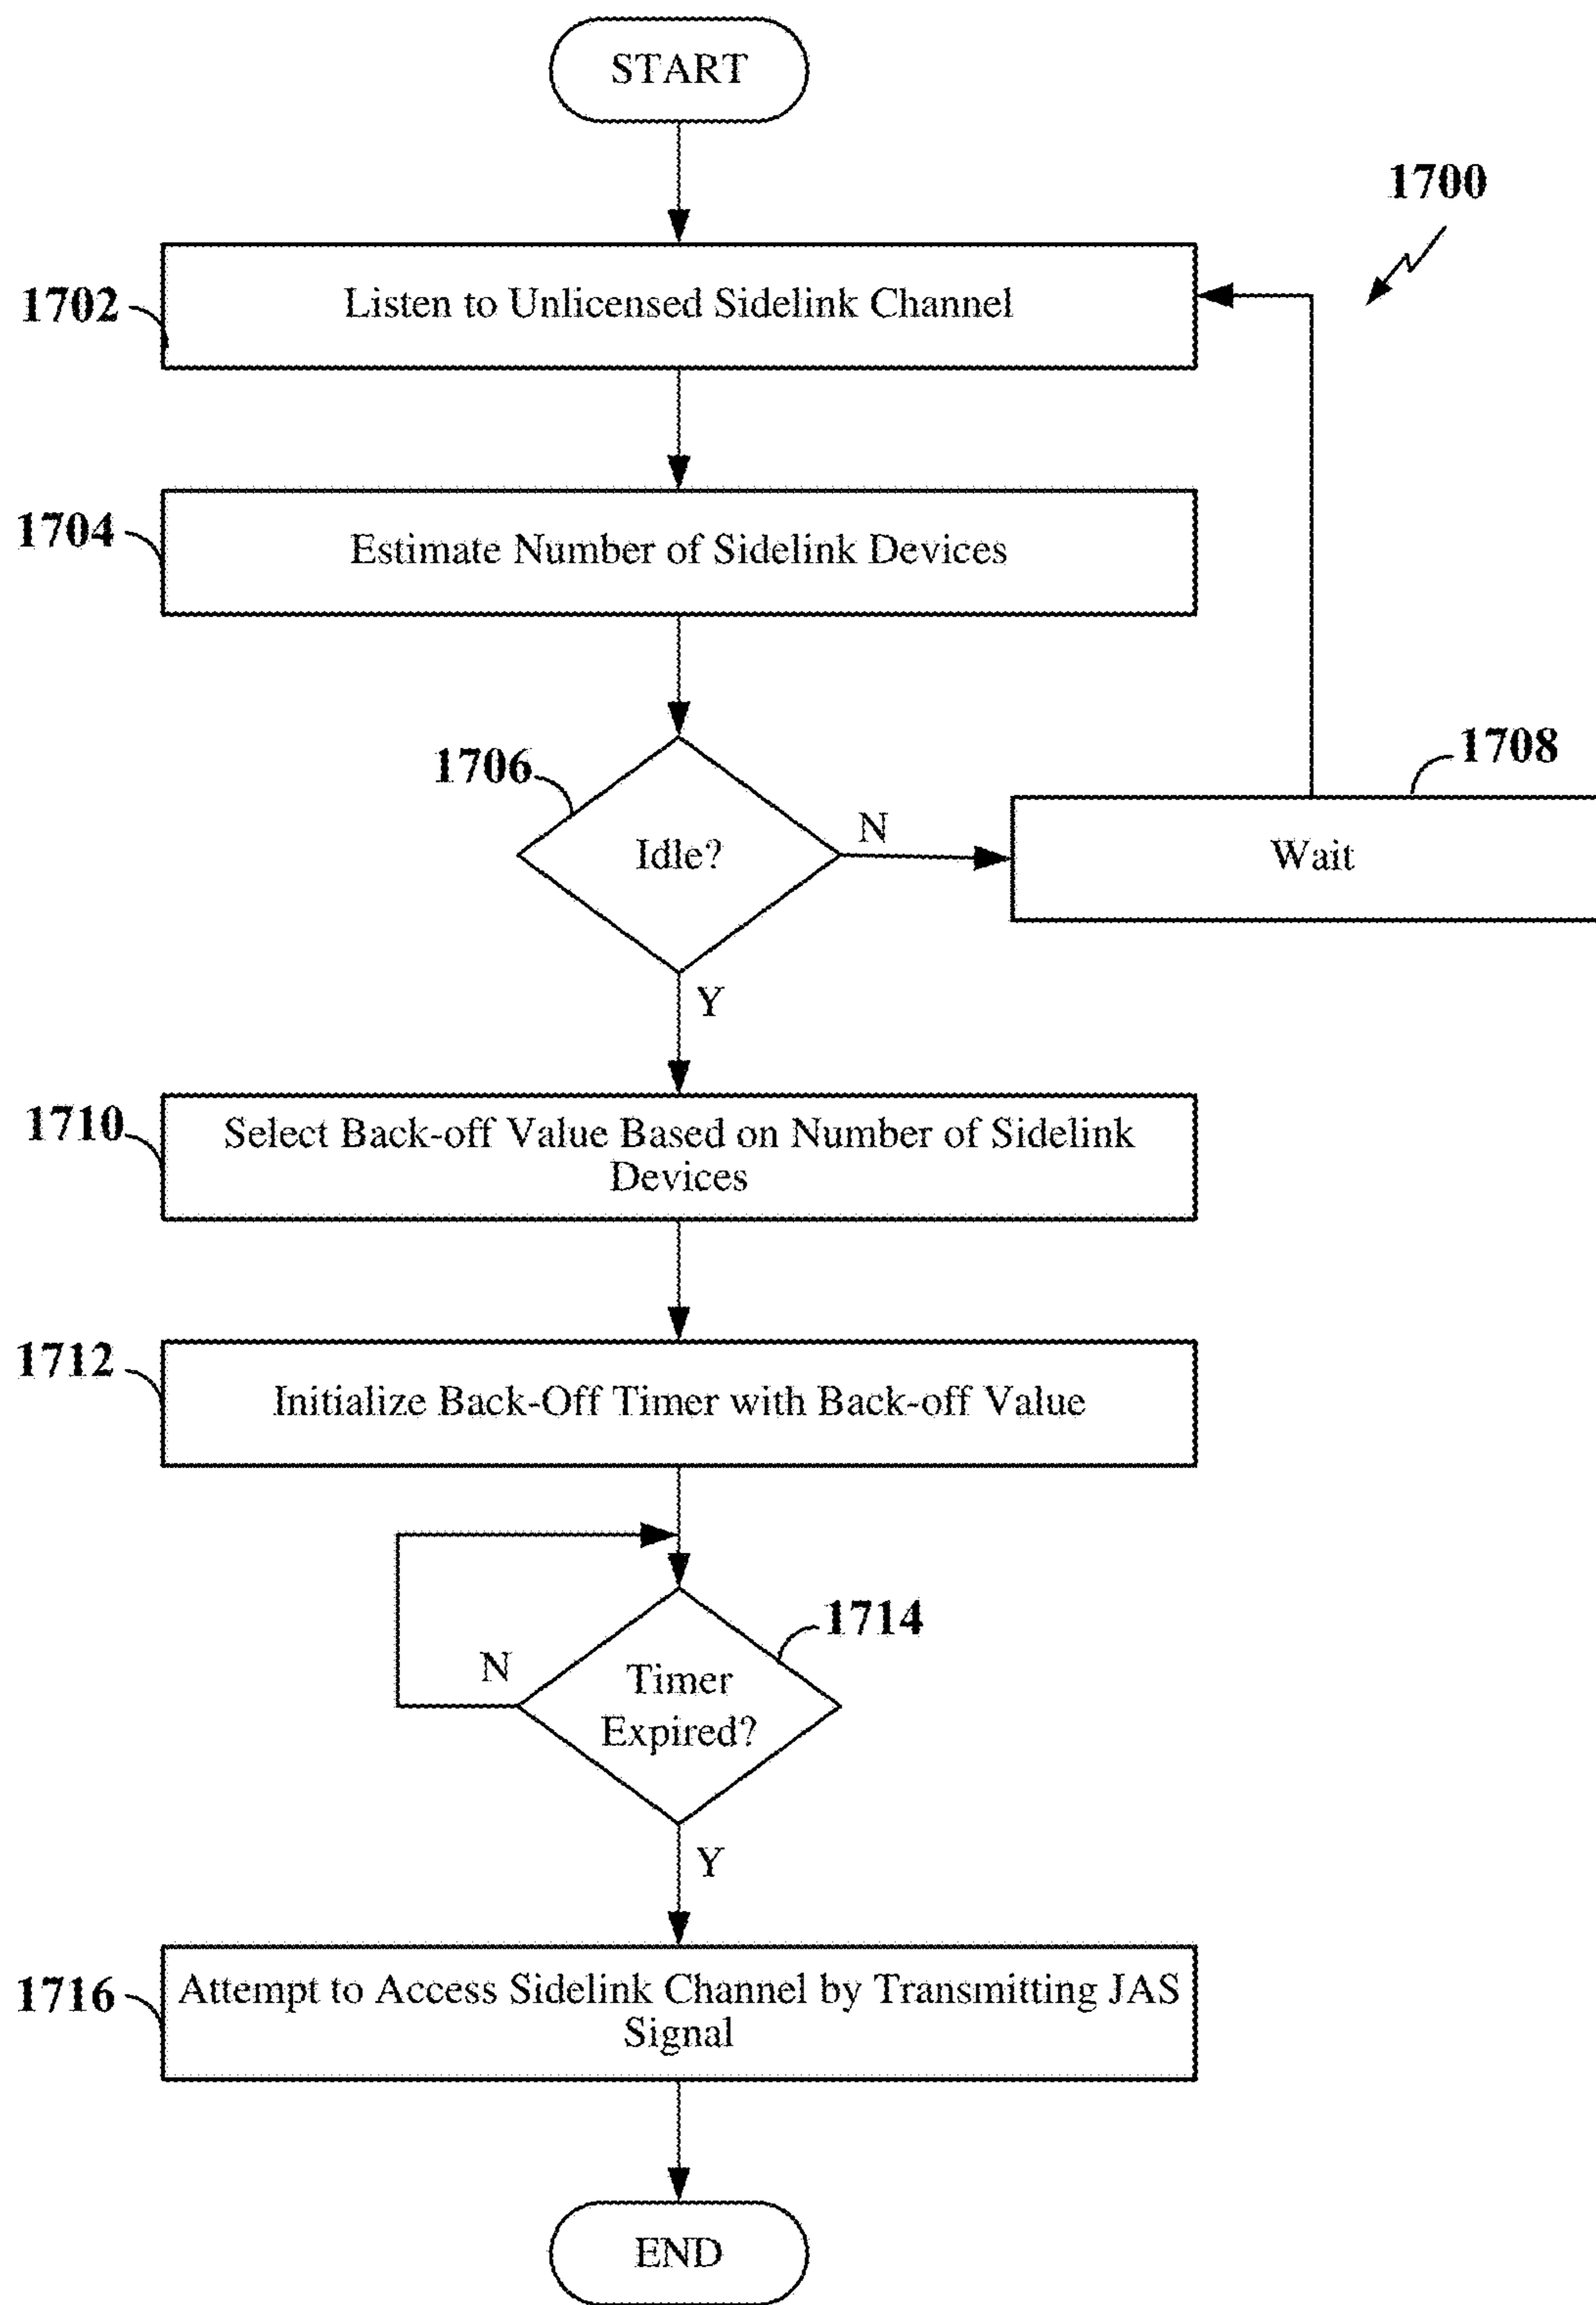 START
1700
1702
Listen to Unlicensed Sidelink Channel
1704
Estimate Number of Sidelink Devices
1706
Idle?
N
1708
Wait
Y
1710
Select Back-off Value Based on Number of Sidelink
Devices
1712
Initialize Back-Off Timer with Back-off Value
1714
N
Timer
Expired?
Y
1716
Attempt to Access Sidelink Channel by Transmitting JAS
Signal
END